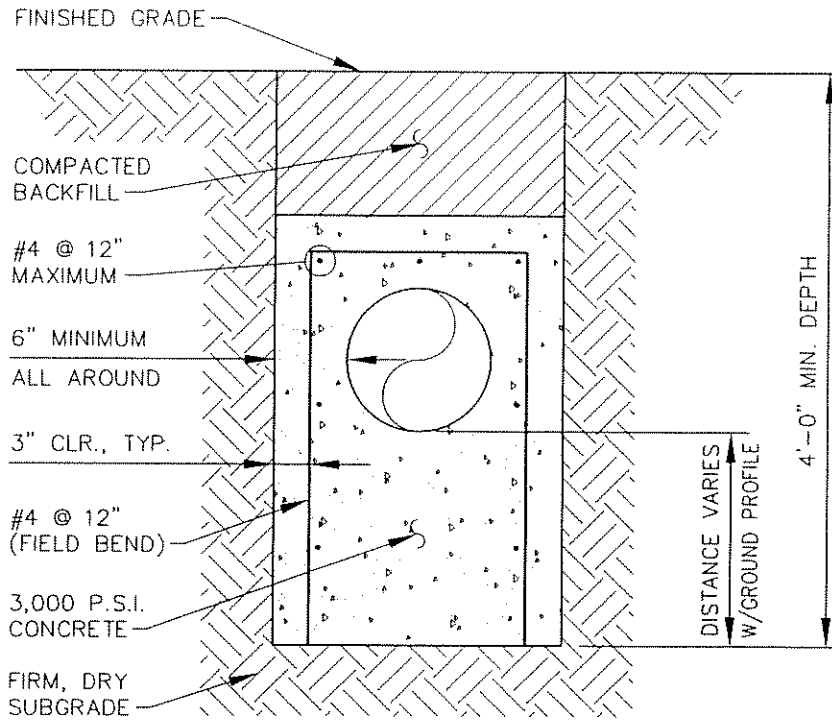 FINISHED GRADE
COMPACTED
BACKFILL
#4 @ 12"
MAXIMUM
6" MINIMUM
ALL AROUND
3" CLR., TYP.
#4 @ 12"
(FIELD BEND)
3,000 P.S.I.
CONCRETE
FIRM, DRY
SUBGRADE
DISTANCE VARIES
W/GROUND PROFILE
4'-0" MIN. DEPTH